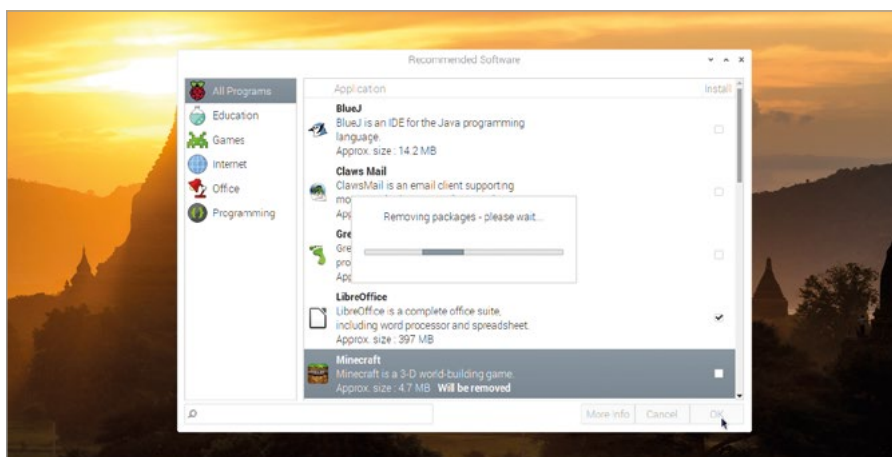 Recommended Software
All Programs
Education
Games
Internet
Office
Programming
Application
Install
BlueJ
BlueJ is an IDE for the Java programming
language.
Approx. size : 14.2 MB
Claws Mail
ClawsMail is an email client supporting
Removing packages - please wait...
LibreOffice
LibreOffice is a complete office suite,
including word processor and spreadsheet.
Approx. size : 397 MB
Minecraft
Minecraft is a 3-D world-building game.
Approx. size : 4.7 MB Will be removed
More info
Cancel
OK